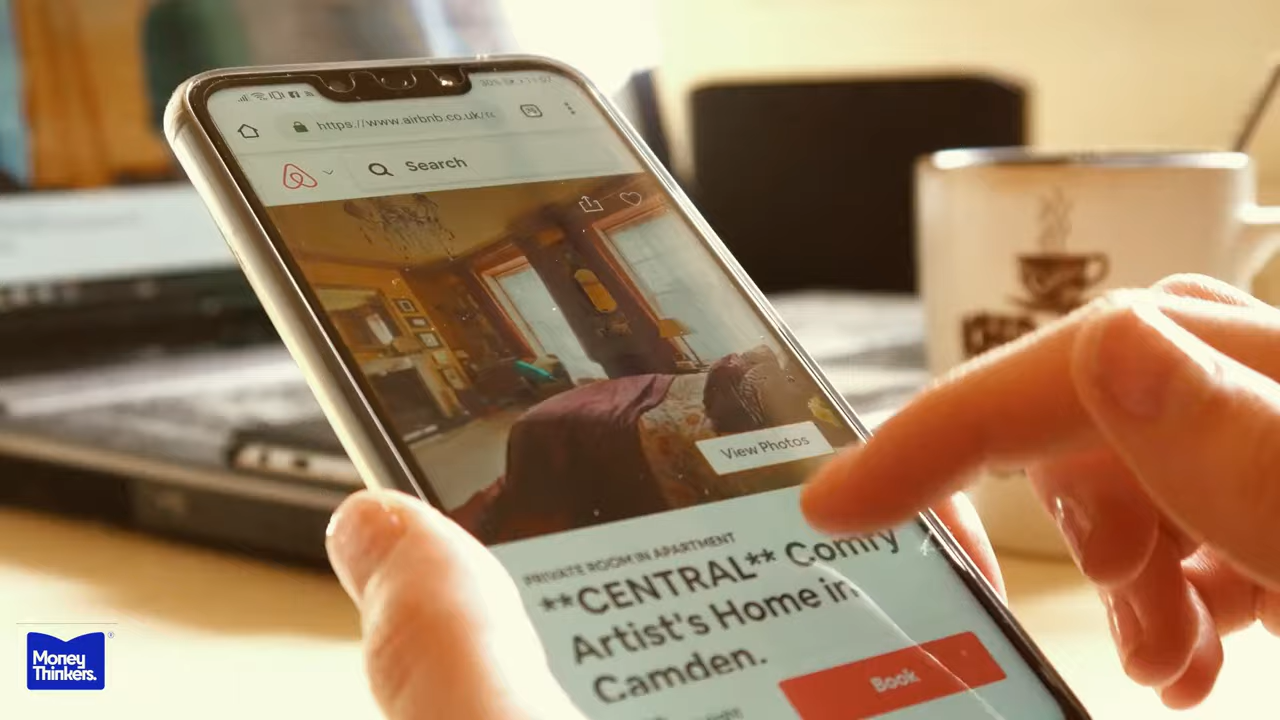 30%
https://www.airbnb.co.uk/
Search
View Photos
PRIVATE ROOM IN APARTMENT
**CENTRAL** Comfy
Artist's Home in
Camden.
Book
Money
Thinkers.
®